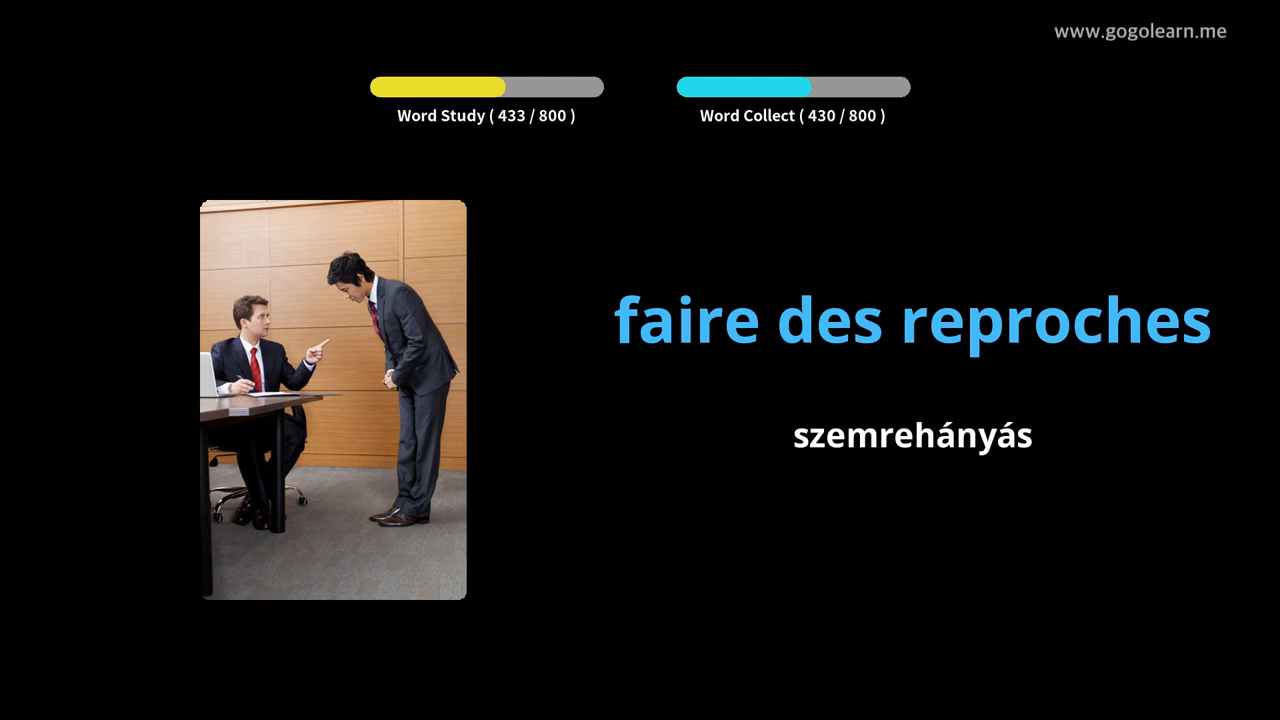 www.gogolearn.me
Word Study ( 433 / 800 )
Word Collect ( 430 / 800 )
faire des reproches
szemrehányás